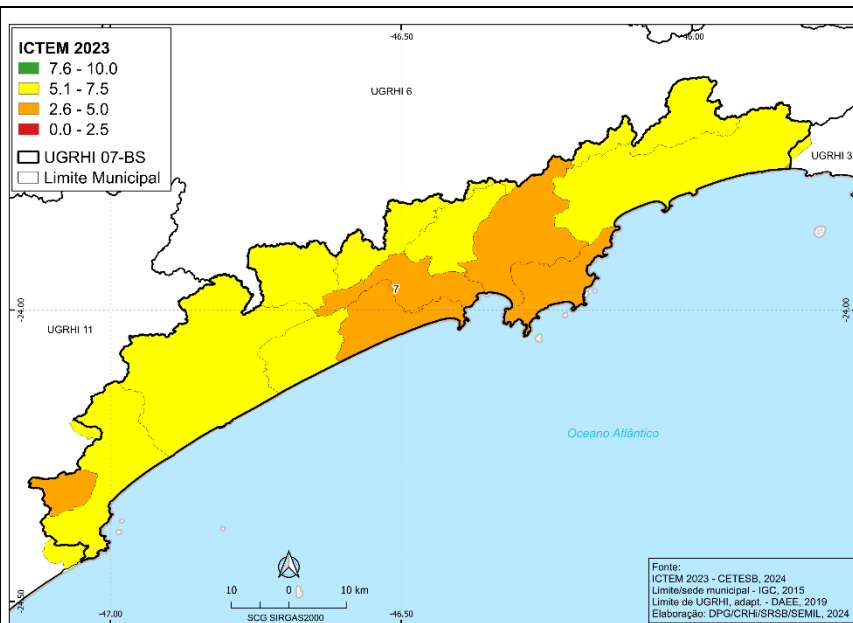 ICTEM 2023
7.6 - 10.0
5.1 - 7.5
2.6 - 5.0
0.0 - 2.5
UGRHI 07-BS
Limite Municipal
-46.50
-46.00
UGRHI 6
UGRHI 3
7
-24.00
-24.00
UGRHI 11
Oceano Atlântico
10 0 10 km
SCG SIRGAS2000
-24.50
-47.00
-46.50
Fonte:
ICTEM 2023 - CETESB, 2024
Limite/sede municipal - IGC, 2015
Limite de UGRHI, adapt. - DAEE, 2019
Elaboração: DPG/CRHi/SRSB/SEMIL, 2024